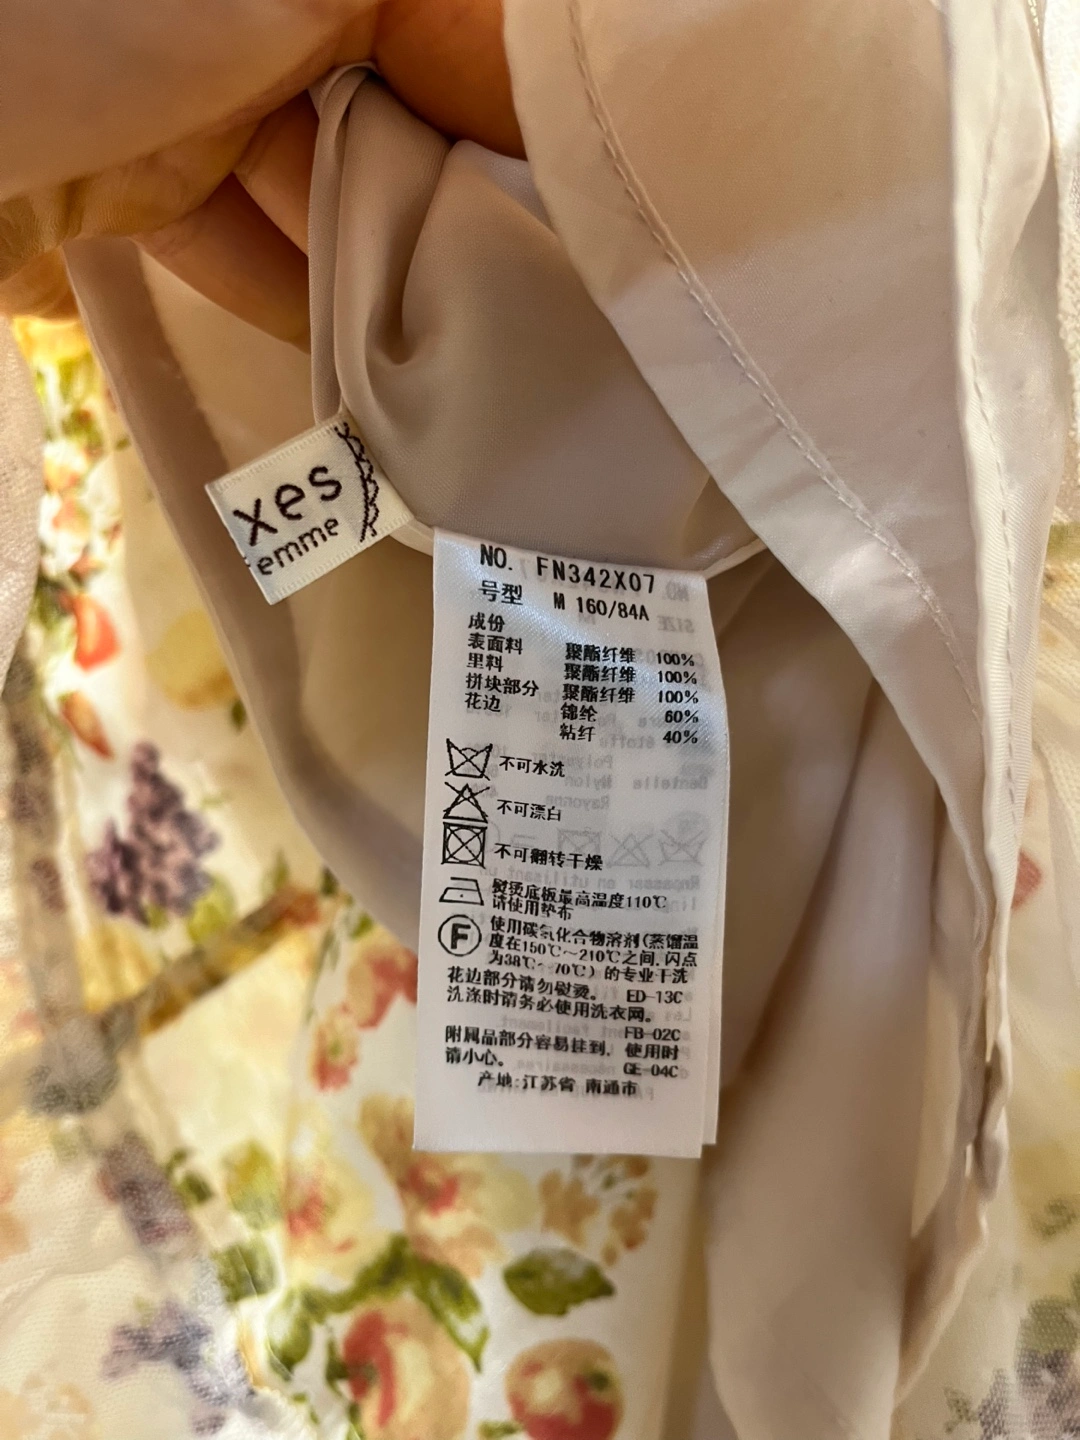 xes
emme
NO. FN342X07
号型 M 160/84A
成份
表面料 聚酯纤维 100%
里料 聚酯纤维 100%
拼块部分 聚酯纤维 100%
花边 锦纶 60%
粘纤 40%
不可水洗
不可漂白
不可翻转干燥
熨烫底板最高温度110℃
请使用垫布
F
使用碳氢化合物溶剂(蒸馏温
度在150℃~210℃之间,闪点
为38℃~70℃)的专业干洗
花边部分请勿熨烫。 ED-13C
洗涤时请务必使用洗衣网。
FB-02C
附属品部分容易挂到, 使用时
请小心。 GE-04C
产地:江苏省 南通市